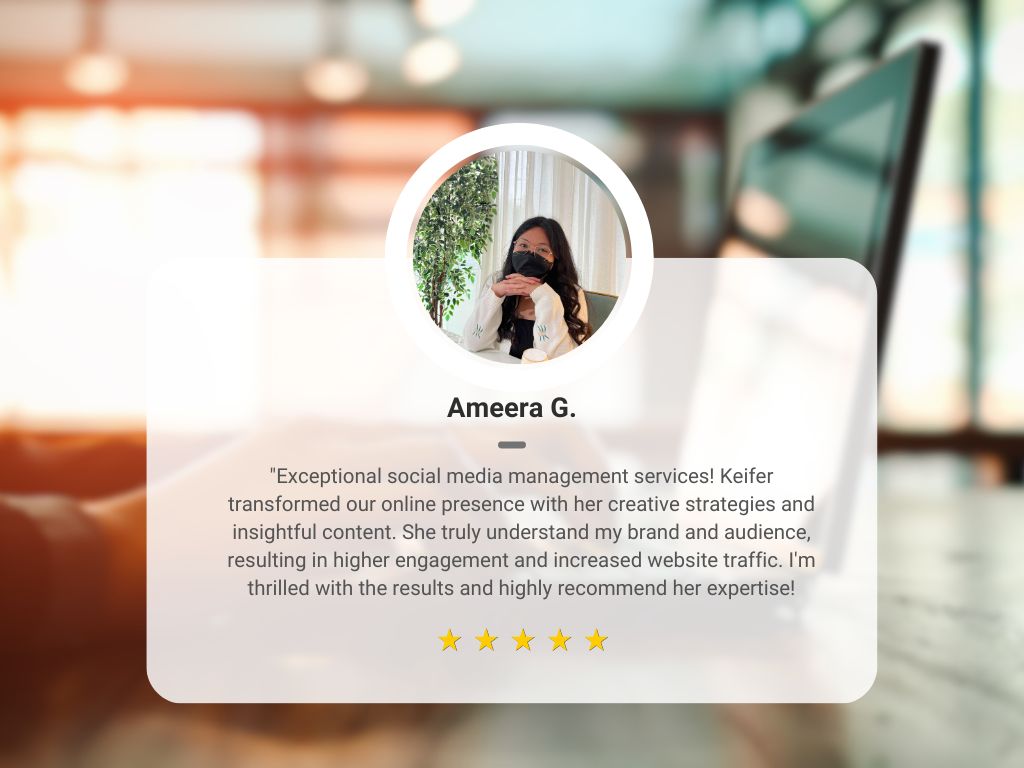 Ameera G.
"Exceptional social media management services! Keifer
transformed our online presence with her creative strategies and
insightful content. She truly understand my brand and audience,
resulting in higher engagement and increased website traffic. I'm
thrilled with the results and highly recommend her expertise!